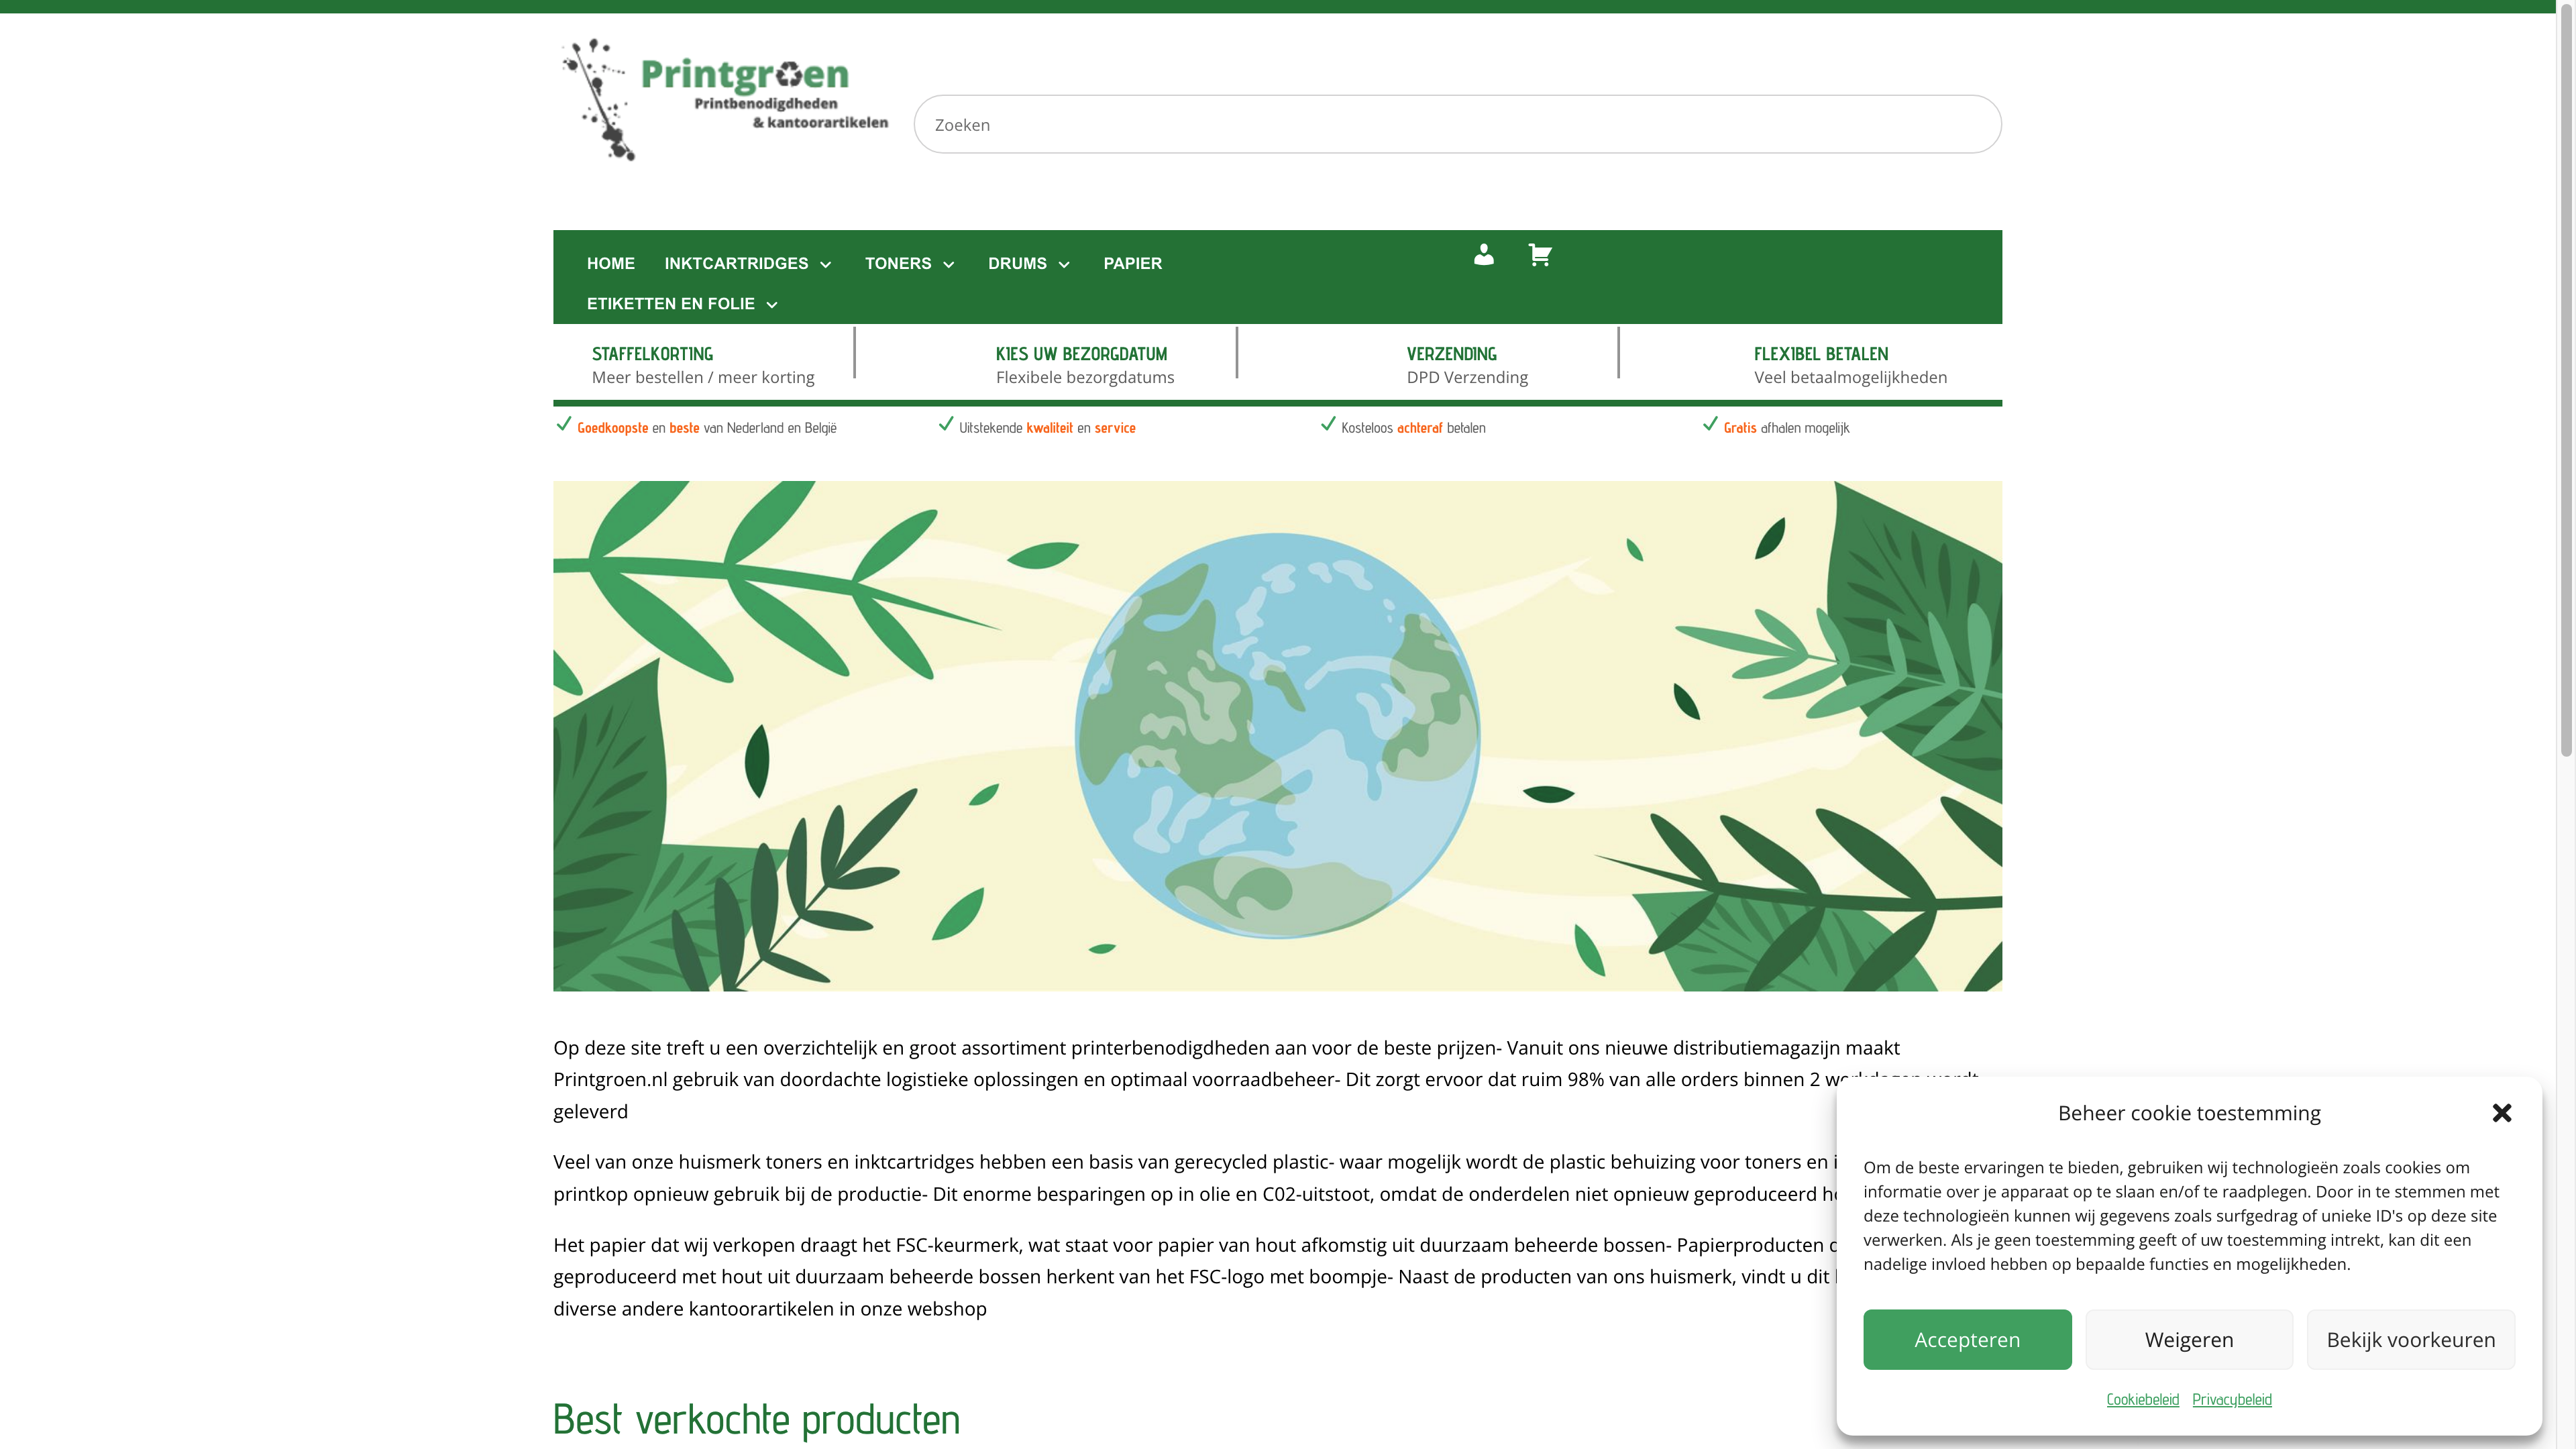 Printgroen
Printbenodigdheden
& kantoorartikelen
Zoeken
HOME INKTCARTRIDGES TONERS DRUMS PAPIER
ETIKETTEN EN FOLIE
STAFFELKORTING
Meer bestellen / meer korting
KIES UW BEZORGDATUM
Flexibele bezorgdatums
VERZENDING
DPD Verzending
FLEXIBEL BETALEN
Veel betaalmogelijkheden
Goedkoopste en beste van Nederland en België
Uitstekende kwaliteit en service
Kosteloos achteraf betalen
Gratis afhalen mogelijk
Op deze site treft u een overzichtelijk en groot assortiment printerbenodigdheden aan voor de beste prijzen- Vanuit ons nieuwe distributiemagazijn maakt
Printgroen.nl gebruik van doordachte logistieke oplossingen en optimaal voorraadbeheer- Dit zorgt ervoor dat ruim 98% van alle orders binnen 2 werkdagen wordt
geleverd
Veel van onze huismerk toners en inktcartridges hebben een basis van gerecycled plastic- waar mogelijk wordt de plastic behuizing voor toners en
printkop opnieuw gebruik bij de productie- Dit enorme besparingen op in olie en C02-uitstoot, omdat de onderdelen niet opnieuw geproduceerd
Het papier dat wij verkopen draagt het FSC-keurmerk, wat staat voor papier van hout afkomstig uit duurzaam beheerde bossen- Papierproducten
geproduceerd met hout uit duurzaam beheerde bossen herkent van het FSC-logo met boompje- Naast de producten van ons huismerk, vindt u dit
diverse andere kantoorartikelen in onze webshop
Best verkochte producten
Beheer cookie toestemming
Om de beste ervaringen te bieden, gebruiken wij technologieën zoals cookies om
informatie over je apparaat op te slaan en/of te raadplegen. Door in te stemmen met
deze technologieën kunnen wij gegevens zoals surfgedrag of unieke ID's op deze site
verwerken. Als je geen toestemming geeft of uw toestemming intrekt, kan dit een
nadelige invloed hebben op bepaalde functies en mogelijkheden.
Accepteren
Weigeren
Bekijk voorkeuren
Cookiebeleid Privacybeleid